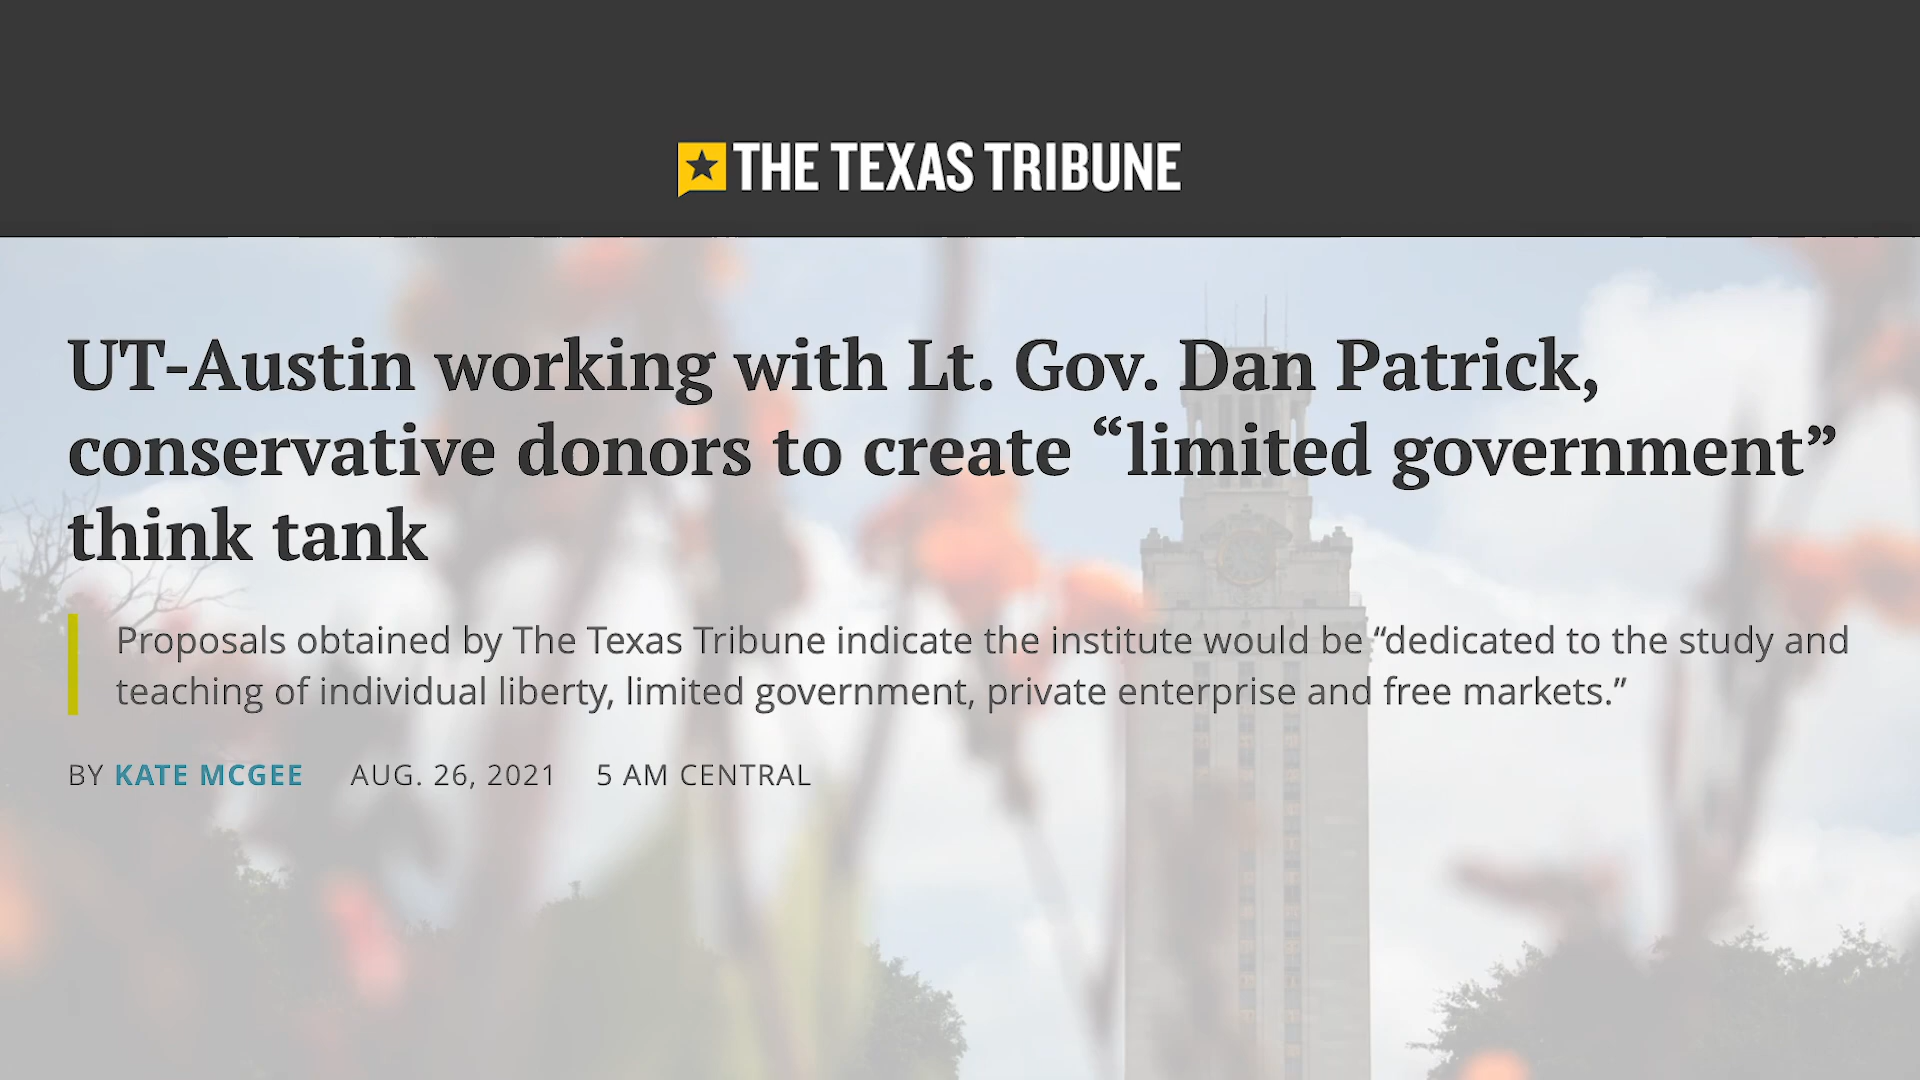 THE TEXAS TRIBUNE
UT-Austin working with Lt. Gov. Dan Patrick,
conservative donors to create “limited government”
think tank
Proposals obtained by The Texas Tribune indicate the institute would be “dedicated to the study and
teaching of individual liberty, limited government, private enterprise and free markets.”
BY KATE MCGEE AUG. 26, 2021 5 AM CENTRAL